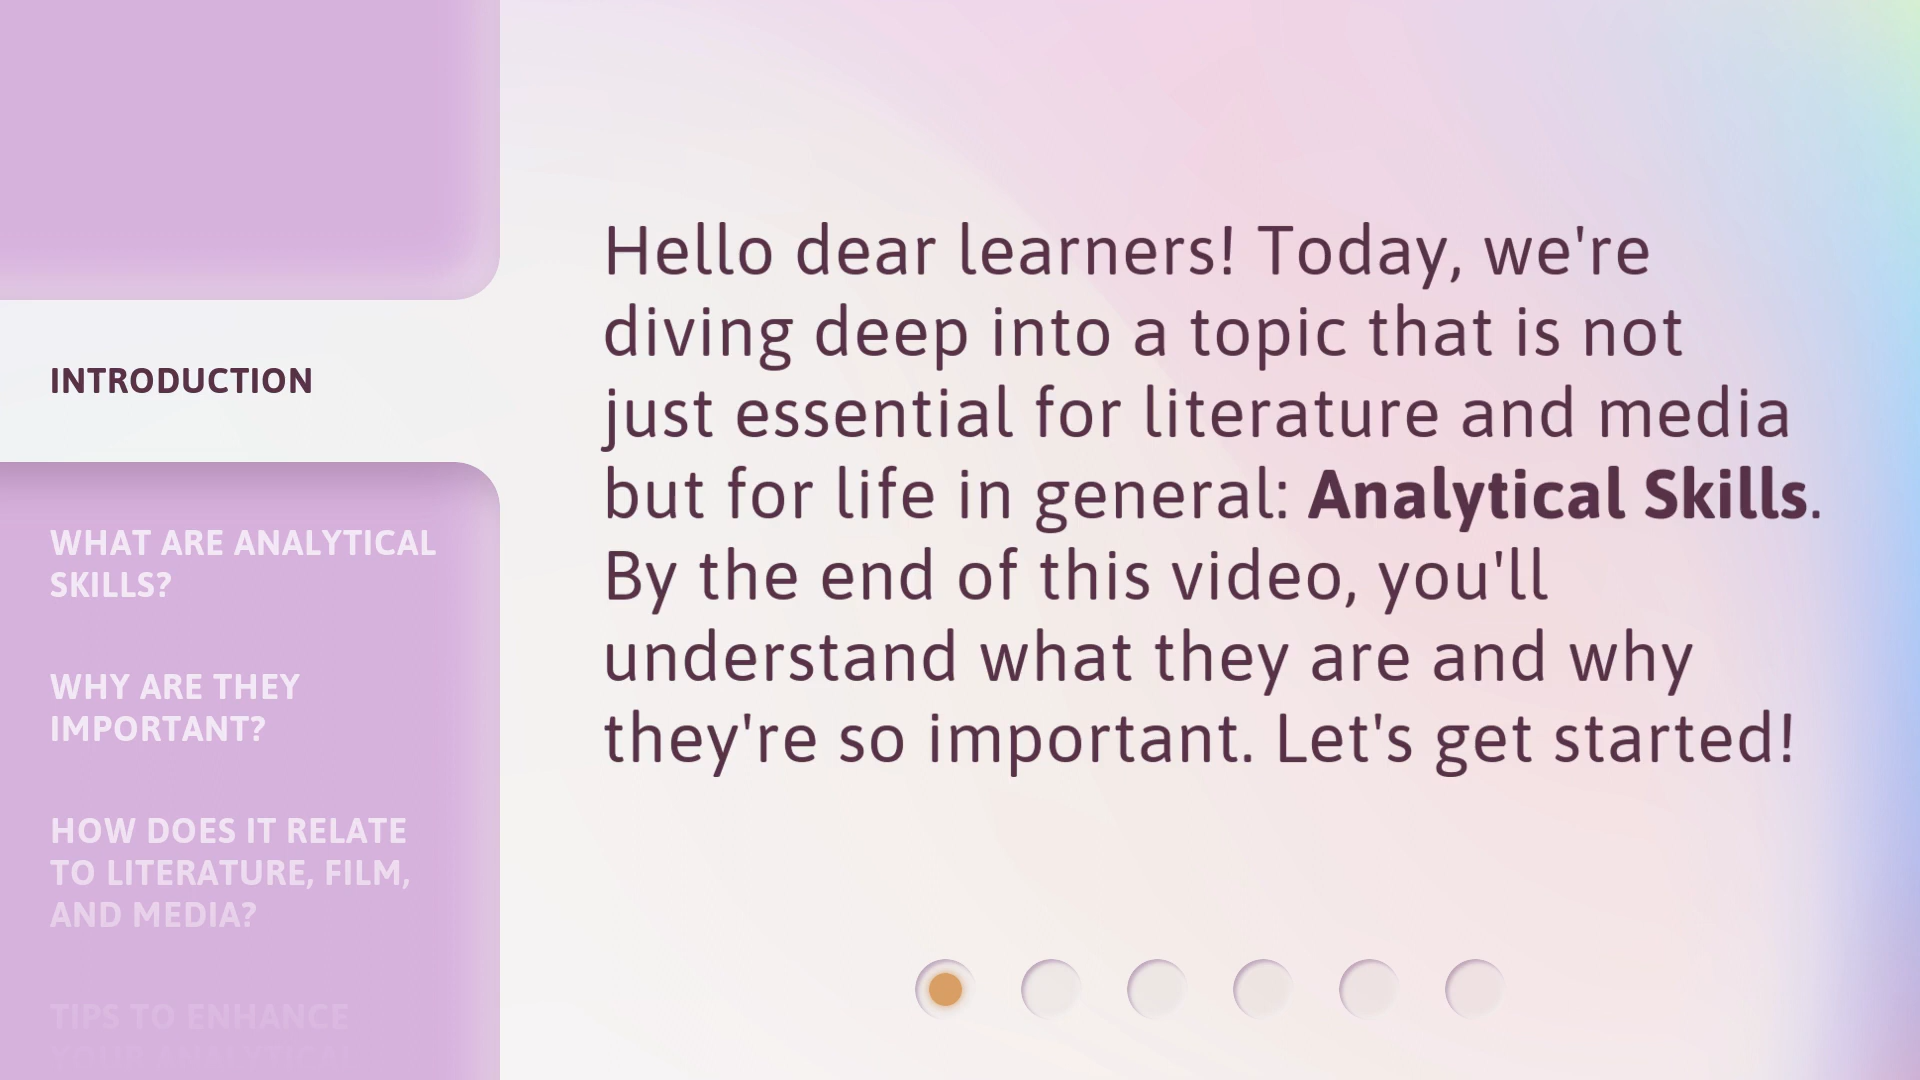 INTRODUCTION
WHAT ARE ANALYTICAL
SKILLS?
WHY ARE THEY
IMPORTANT?
HOW DOES IT RELATE
TO LITERATURE, FILM,
AND MEDIA?
TIPS TO ENHANCE
YOUR ANALYTICAL
Hello dear learners! Today, we're
diving deep into a topic that is not
just essential for literature and media
but for life in general: Analytical Skills.
By the end of this video, you'll
understand what they are and why
they're so important. Let's get started!